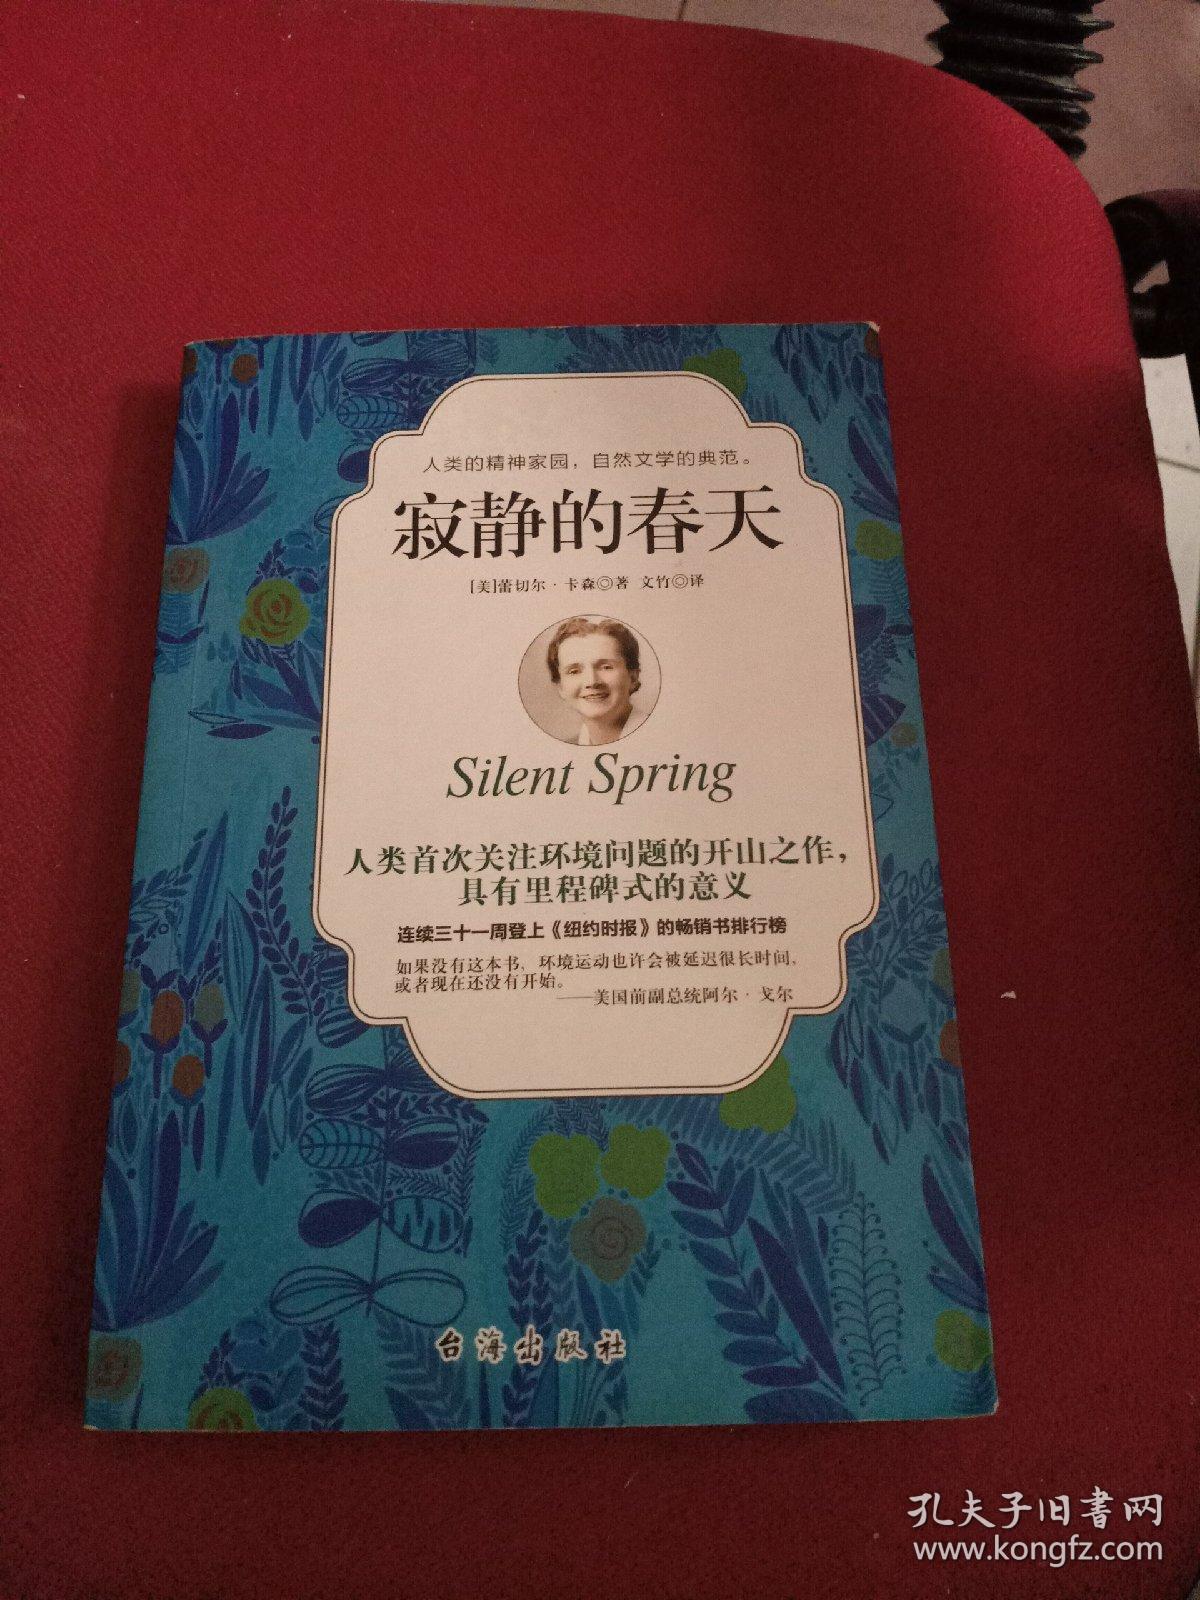 人类的精神家园，自然文学的典范。
寂静的春天
[美]蕾切尔·卡森◎著 文竹◎译
Silent Spring
人类首次关注环境问题的开山之作，
具有里程碑式的意义
连续三十一周登上《纽约时报》的畅销书排行榜
如果没有这本书，环境运动也许会被延迟很长时间，
或者现在还没有开始。
——美国前副总统阿尔·戈尔
台海出版社
孔夫子旧书网
www.kongfz.com